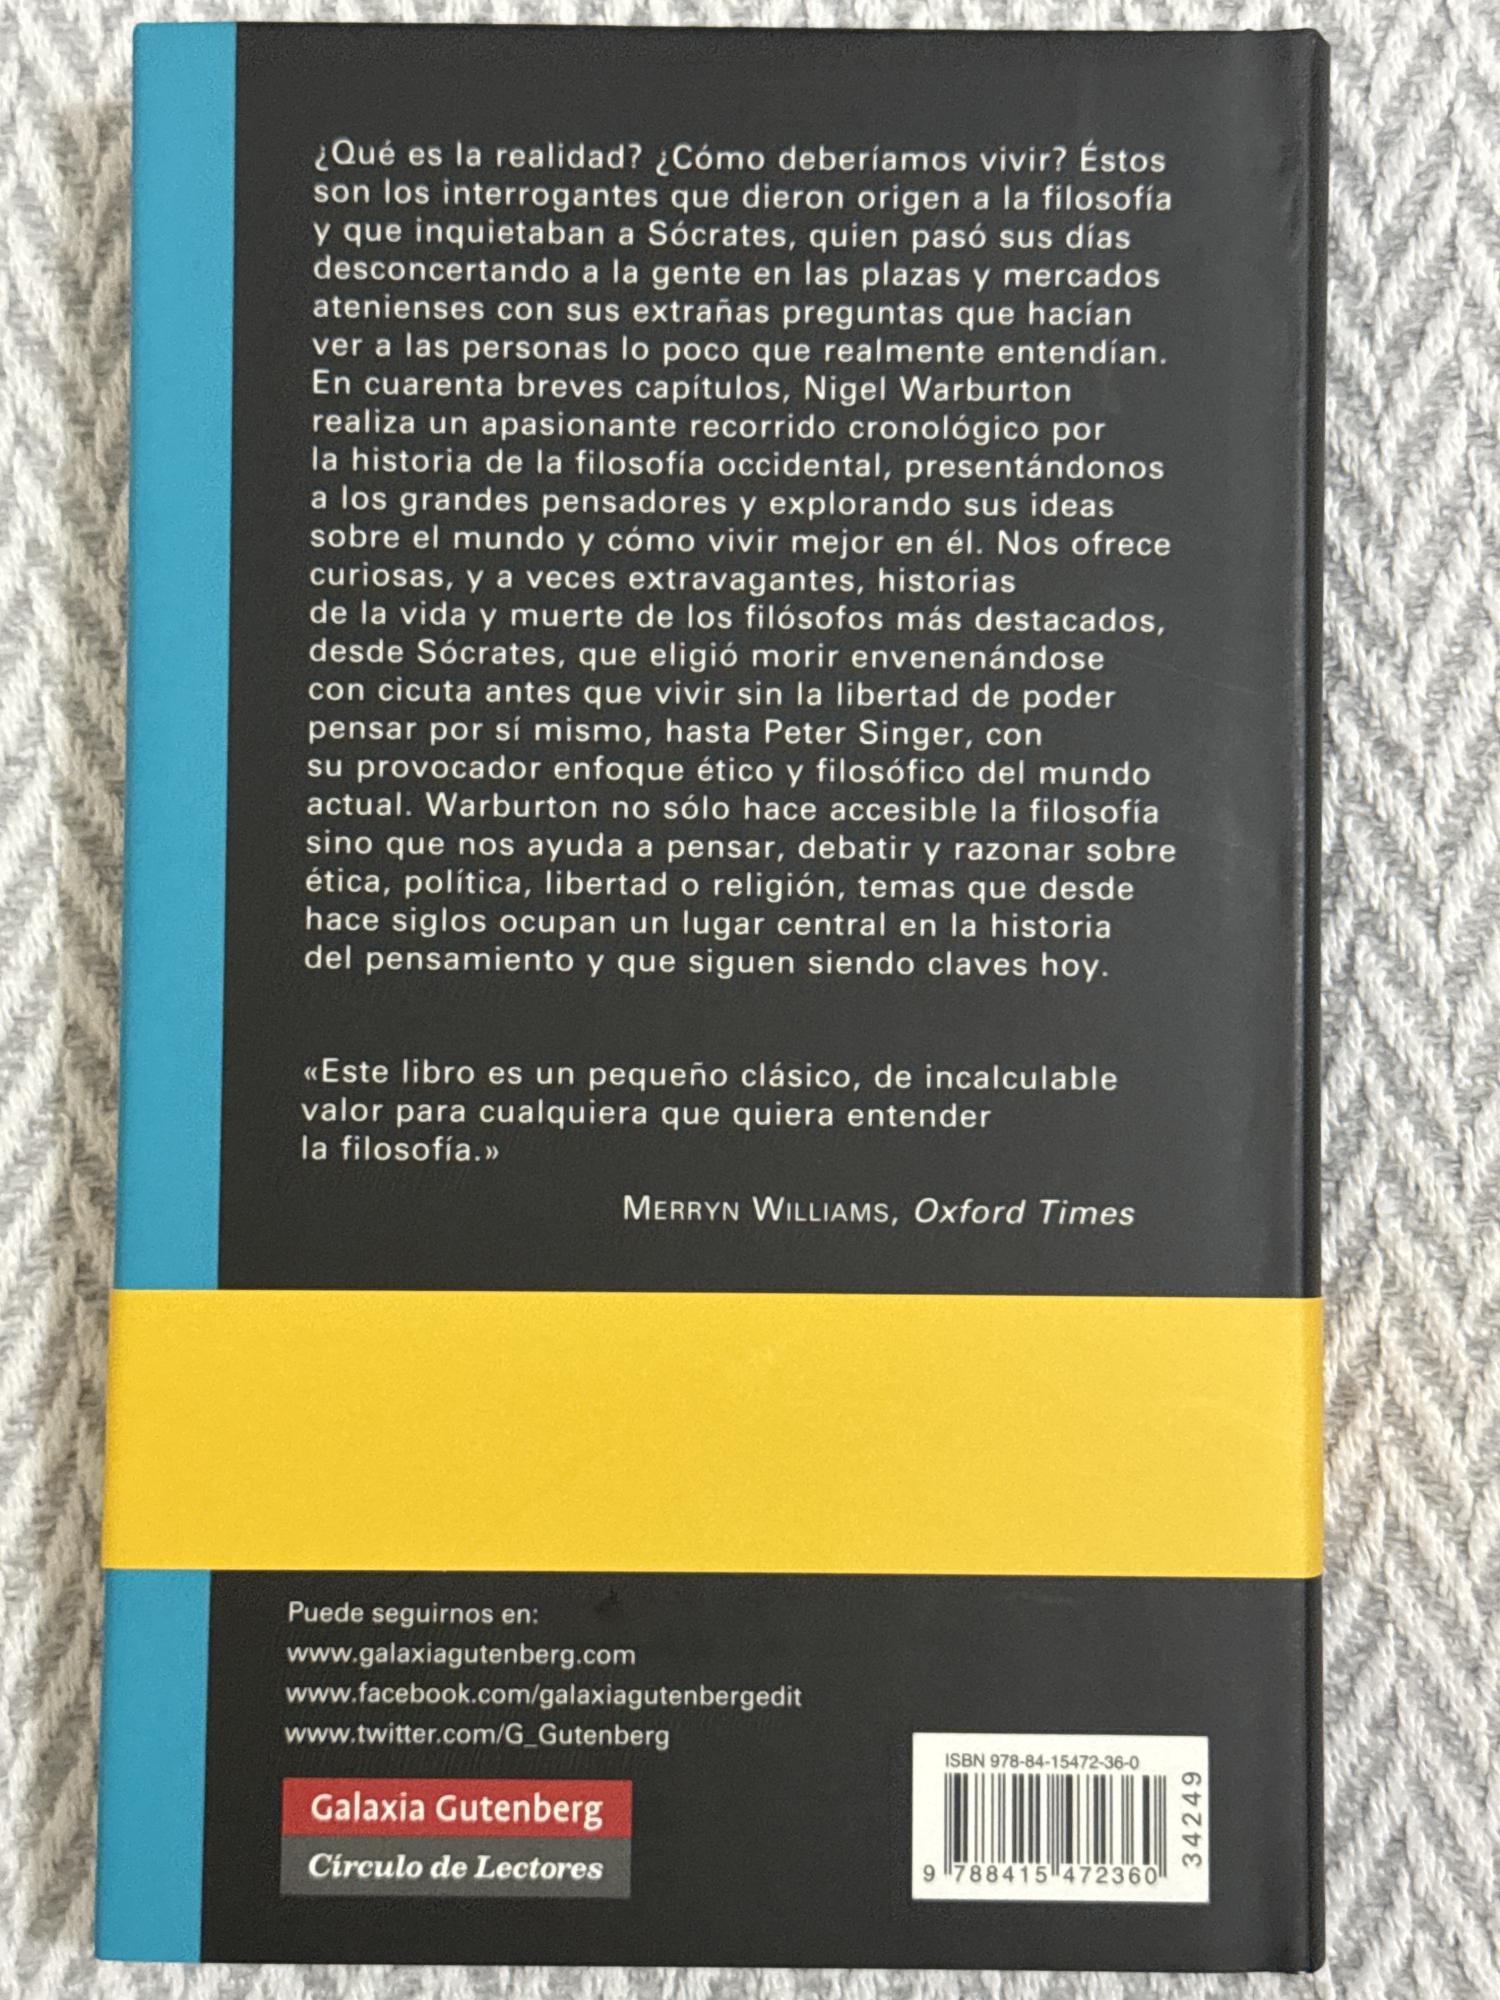 ¿Qué es la realidad? ¿Cómo deberíamos vivir? Éstos
son los interrogantes que dieron origen a la filosofía
y que inquietaban a Sócrates, quien pasó sus días
desconcertando a la gente en las plazas y mercados
atenienses con sus extrañas preguntas que hacían
ver a las personas lo poco que realmente entendían.
En cuarenta breves capítulos, Nigel Warburton
realiza un apasionante recorrido cronológico por
la historia de la filosofía occidental, presentándonos
a los grandes pensadores y explorando sus ideas
sobre el mundo y cómo vivir mejor en él. Nos ofrece
curiosas, y a veces extravagantes, historias
de la vida y muerte de los filósofos más destacados,
desde Sócrates, que eligió morir envenenándose
con cicuta antes que vivir sin la libertad de poder
pensar por sí mismo, hasta Peter Singer, con
su provocador enfoque ético y filosófico del mundo
actual. Warburton no sólo hace accesible la filosofía
sino que nos ayuda a pensar, debatir y razonar sobre
ética, política, libertad o religión, temas que desde
hace siglos ocupan un lugar central en la historia
del pensamiento y que siguen siendo claves hoy.
«Este libro es un pequeño clásico, de incalculable
valor para cualquiera que quiera entender
la filosofía.»
MERRYN WILLIAMS, Oxford Times
Puede seguirnos en:
www.galaxiagutenberg.com
www.facebook.com/galaxiagutenbergedit
www.twitter.com/G_Gutenberg
Galaxia Gutenberg
Círculo de Lectores
ISBN 978-84-15472-36-0
9 788415 472360
34249